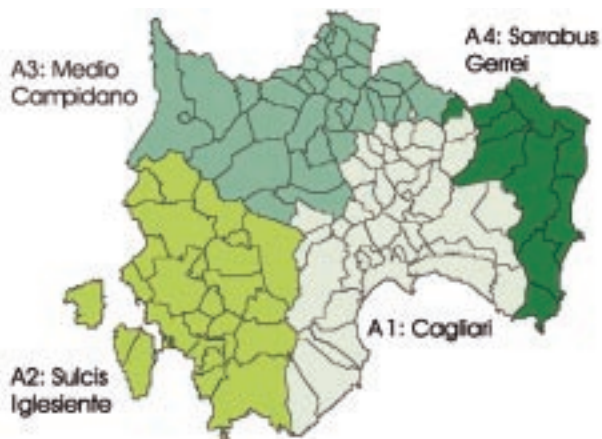 A3: Medio
Campidano
A4: Sarrabus
Gerrei
A1: Cagliari
A2: Sulcis
Iglesiente